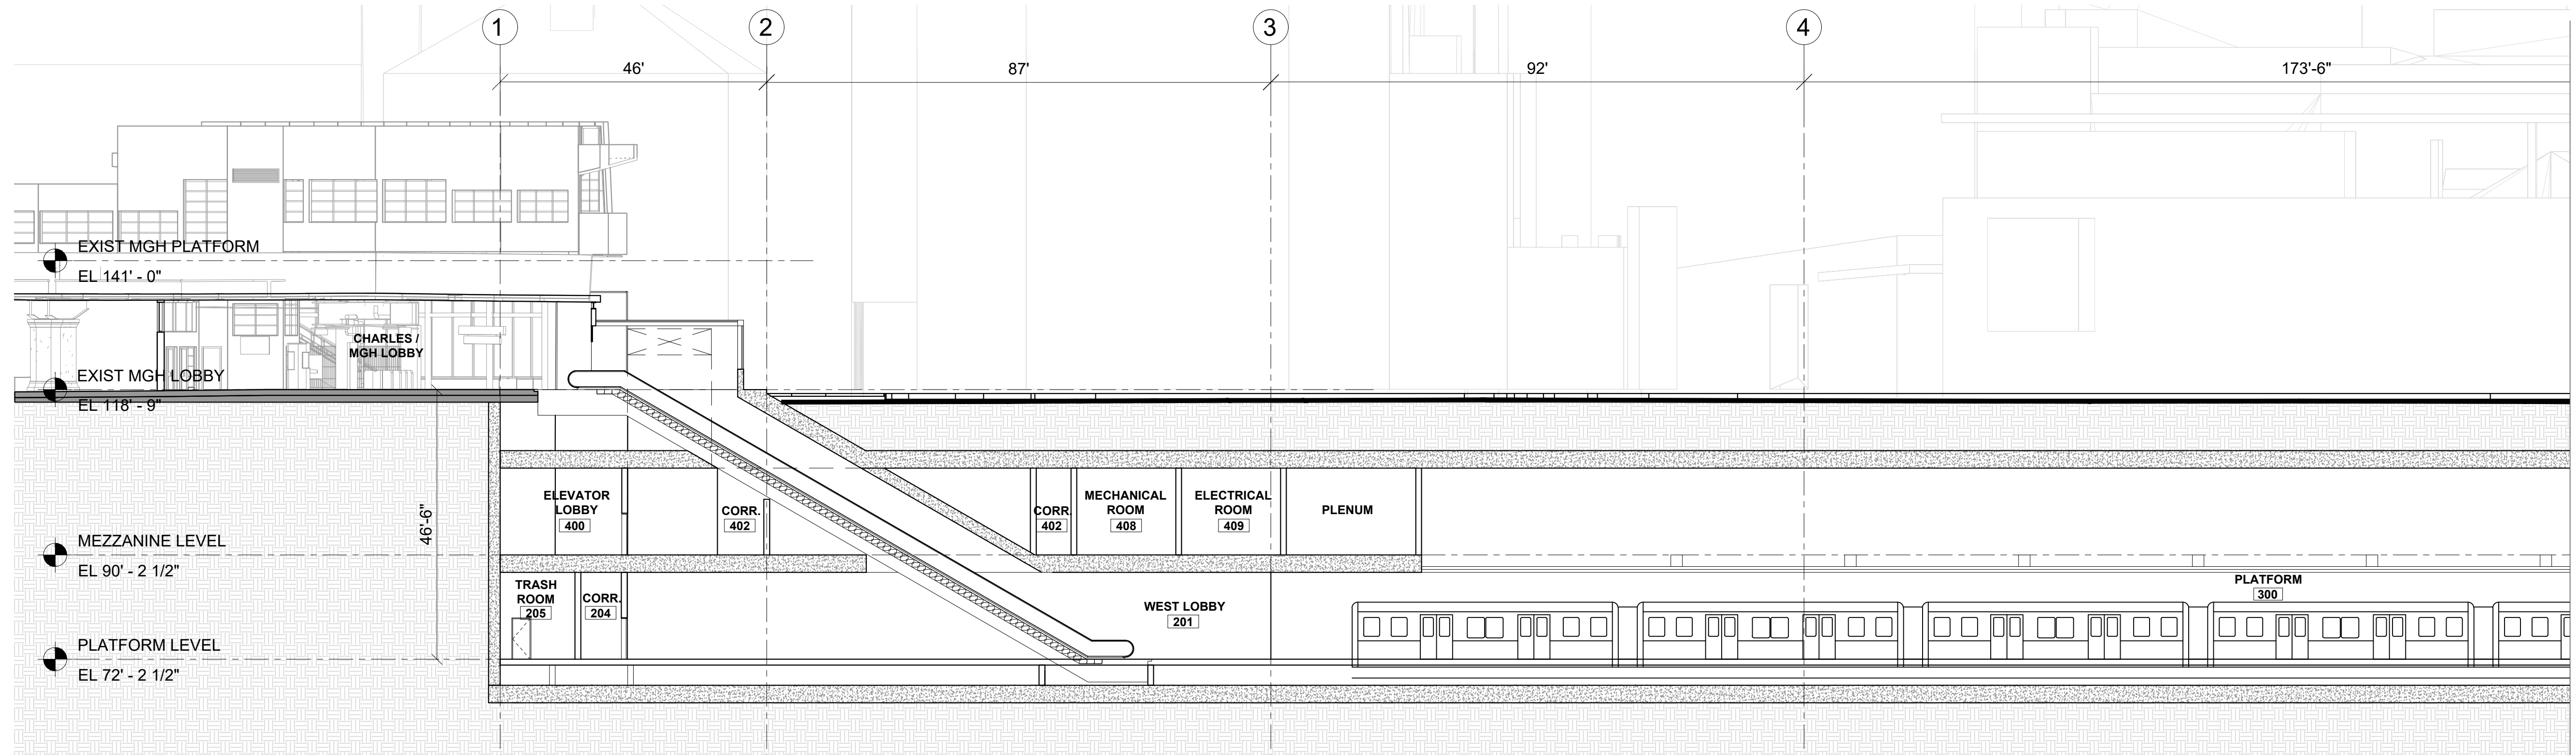 1
2
3
4
46'
87'
92'
173'-6"
EXIST MGH PLATFORM
EL 141' - 0"
CHARLES /
MGH LOBBY
EXIST MGH LOBBY
EL 118' - 9"
46'-6"
ELEVATOR
LOBBY
400
CORR.
402
CORR.
402
MECHANICAL
ROOM
408
ELECTRICAL
ROOM
409
PLENUM
MEZZANINE LEVEL
EL 90' - 2 1/2"
TRASH
ROOM
205
CORR.
204
WEST LOBBY
201
PLATFORM
300
PLATFORM LEVEL
EL 72' - 2 1/2"